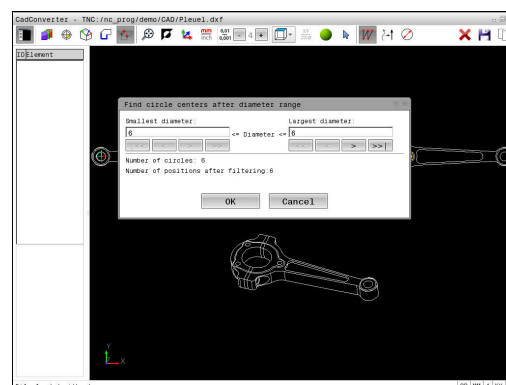 CadConverter - TNC:/nc_prog/demo/CAD/Pleuel.dxf
mm
inch
0,01
0,001
- 4 +
ID Element
Find circle centers after diameter range
Smallest diameter:
Largest diameter:
6 <= Diameter <= 6
<< < > >> << < > >>|
Number of circles: 6
Number of positions after filtering:6
OK Cancel
Y
X